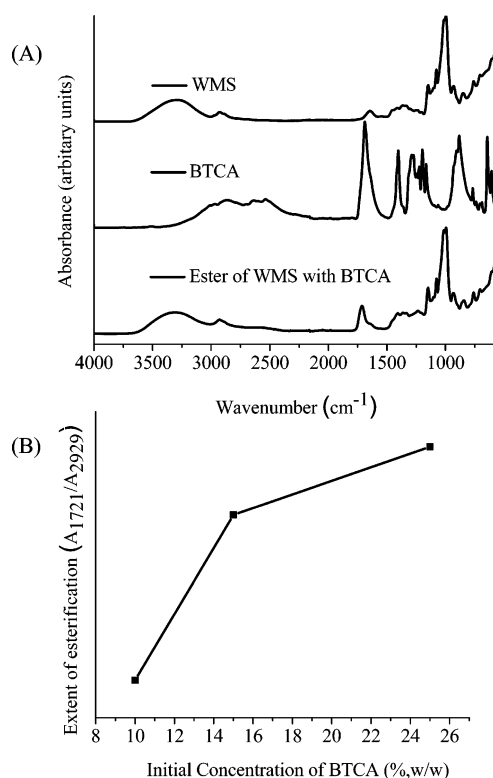 (A)
WMS
BTCA
Ester of WMS with BTCA
Absorbance (arbitary units)
4000 3500 3000 2500 2000 1500 1000
Wavenumber (cm⁻¹)
(B)
Extent of esterification (A1721/A2929)
8 10 12 14 16 18 20 22 24 26
Initial Concentration of BTCA (%,w/w)